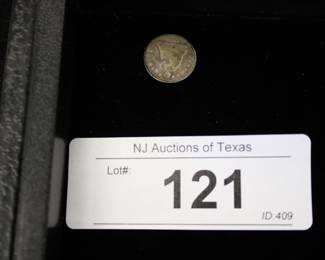 NJ Auctions of Texas
Lot#:
121
ID:409